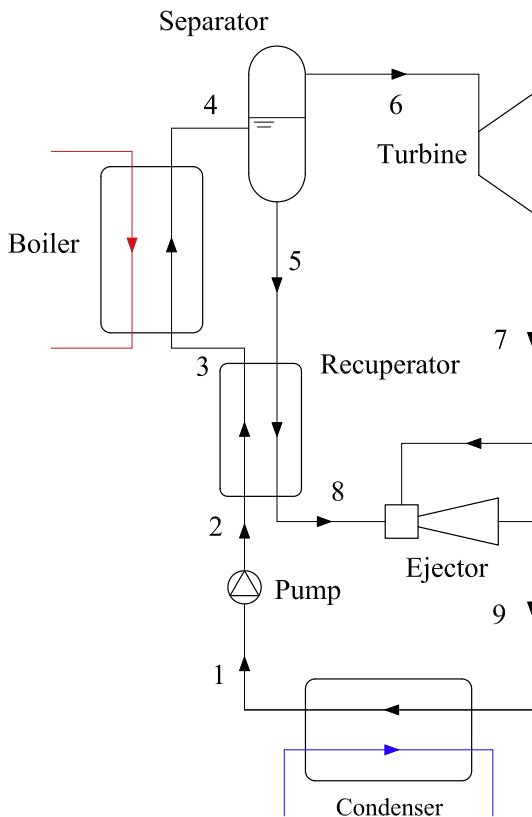 Separator
4
6
Turbine
Boiler
5
7
3
Recuperator
8
2
Ejector
Pump
9
1
Condenser